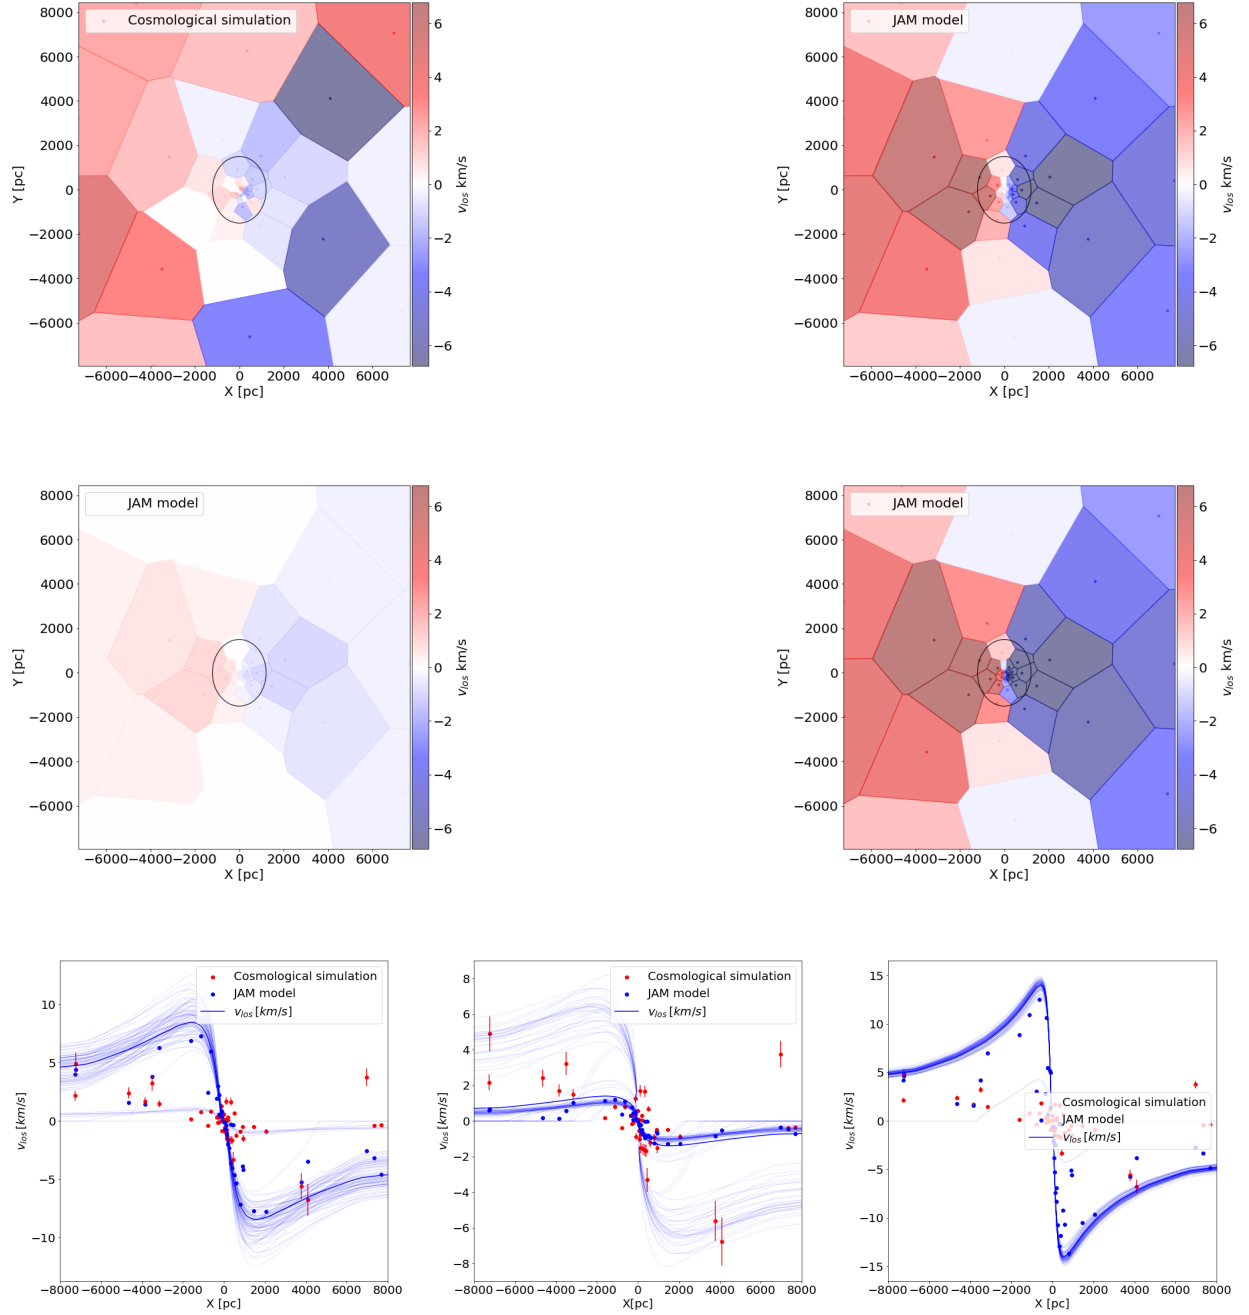 Cosmological simulation
8000
6000
4000
2000
0
−2000
−4000
−6000
Y [pc]
−6000−4000−2000 0 2000 4000 6000
X [pc]
6
4
2
0
−2
−4
−6
v_los km/s
JAM model
8000
6000
4000
2000
0
−2000
−4000
−6000
Y [pc]
−6000−4000−2000 0 2000 4000 6000
X [pc]
6
4
2
0
−2
−4
−6
v_los km/s
JAM model
8000
6000
4000
2000
0
−2000
−4000
−6000
Y [pc]
−6000−4000−2000 0 2000 4000 6000
X [pc]
6
4
2
0
−2
−4
−6
v_los km/s
JAM model
8000
6000
4000
2000
0
−2000
−4000
−6000
Y [pc]
−6000−4000−2000 0 2000 4000 6000
X [pc]
6
4
2
0
−2
−4
−6
v_los km/s
Cosmological simulation
JAM model
v_los [km/s]
10
5
0
−5
−10
v_los [km/s]
−8000−6000−4000−2000 0 2000 4000 6000 8000
X [pc]
Cosmological simulation
JAM model
v_los [km/s]
8
6
4
2
0
−2
−4
−6
−8
v_los [km/s]
−8000−6000−4000−2000 0 2000 4000 6000 8000
X[pc]
15
10
5
0
−5
−10
−15
v_los [km/s]
Cosmological simulation
JAM model
v_los [km/s]
−8000−6000−4000−2000 0 2000 4000 6000 8000
X [pc]